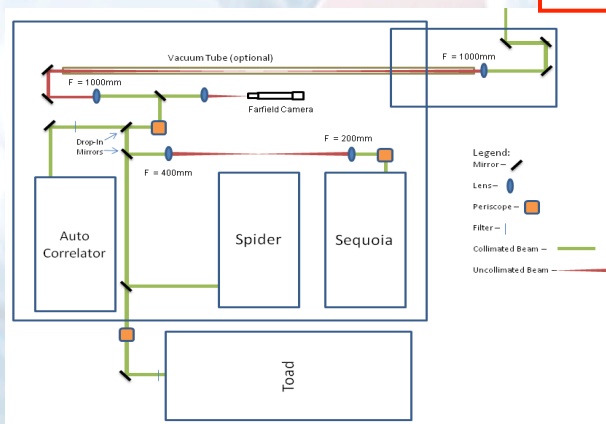 Vacuum Tube (optional)
F = 1000mm
F = 1000mm
Farfield Camera
Drop-In
Mirrors
F = 200mm
F = 400mm
Auto
Correlator
Spider
Sequoia
Toad
Legend:
Mirror –
Lens–
Periscope –
Filter –
Collimated Beam –
Uncollimated Beam –